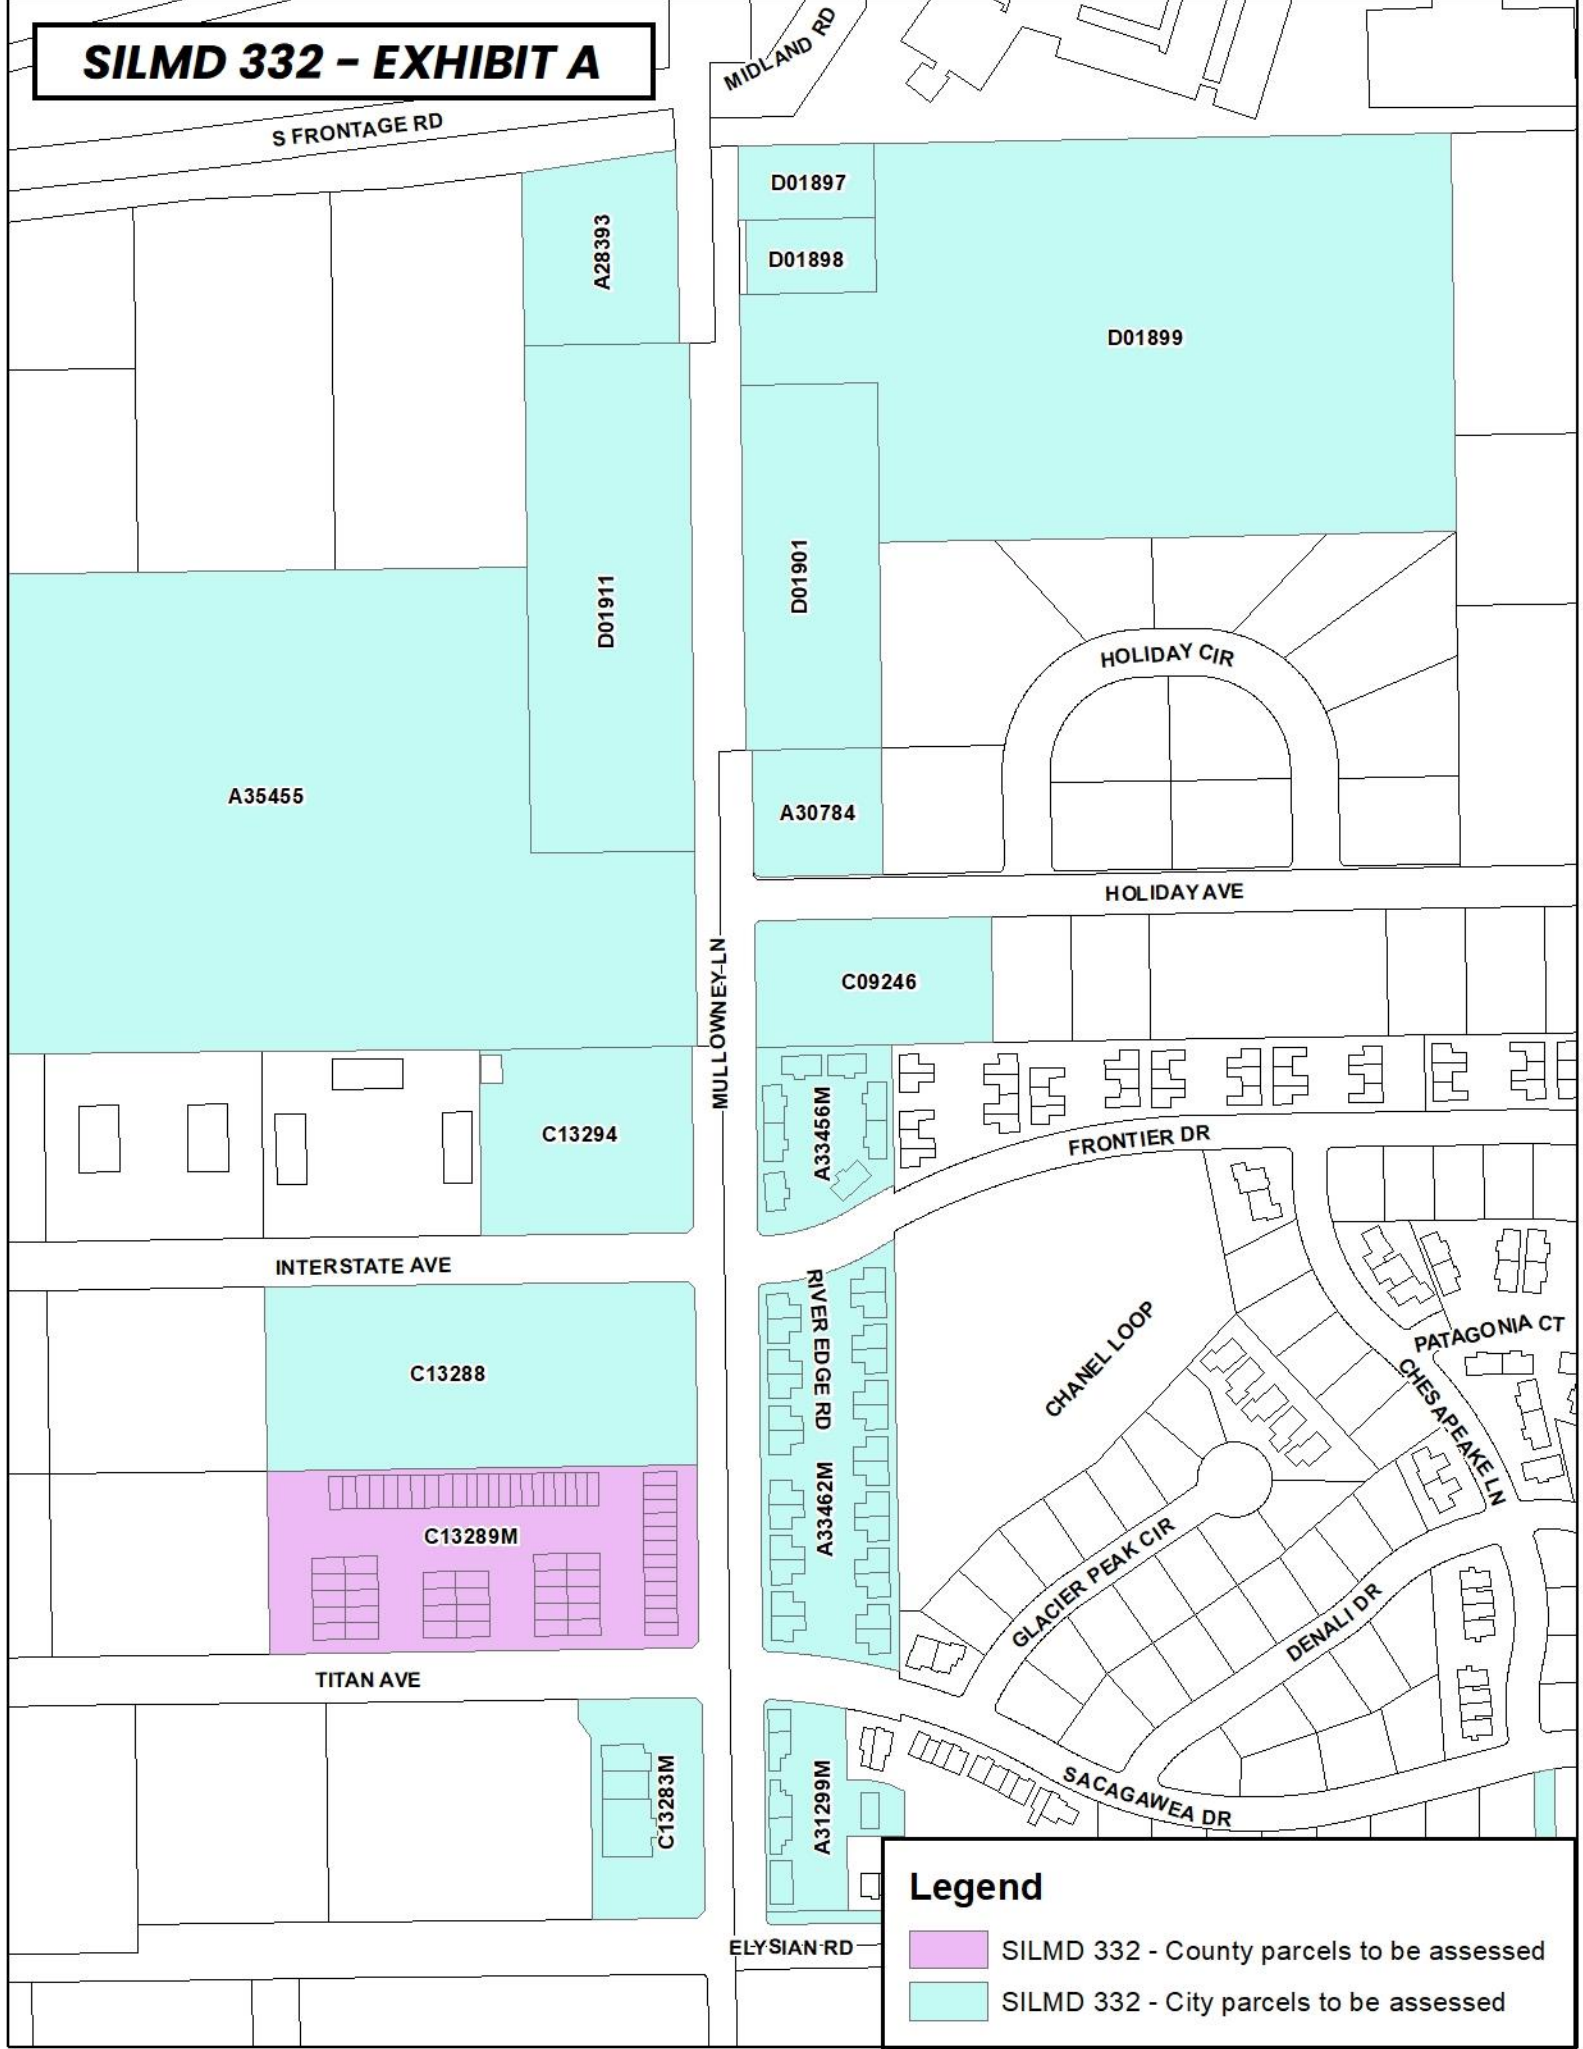 SILMD 332 - EXHIBIT A
MIDLAND RD
S FRONTAGE RD
D01897
A28393
D01898
D01899
D01901
D01911
HOLIDAY CIR
A35455
A30784
HOLIDAY AVE
MULLOWNEY LN
C09246
A33456M
C13294
FRONTIER DR
INTERSTATE AVE
RIVER EDGE RD
CHANEL LOOP
PATAGONIA CT
C13288
CHESAPEAKE LN
A33462M
C13289M
GLACIER PEAK CIR
DENALI DR
TITAN AVE
C13283M
A31299M
SACAGAWEA DR
ELYSIAN RD
Legend
SILMD 332 - County parcels to be assessed
SILMD 332 - City parcels to be assessed